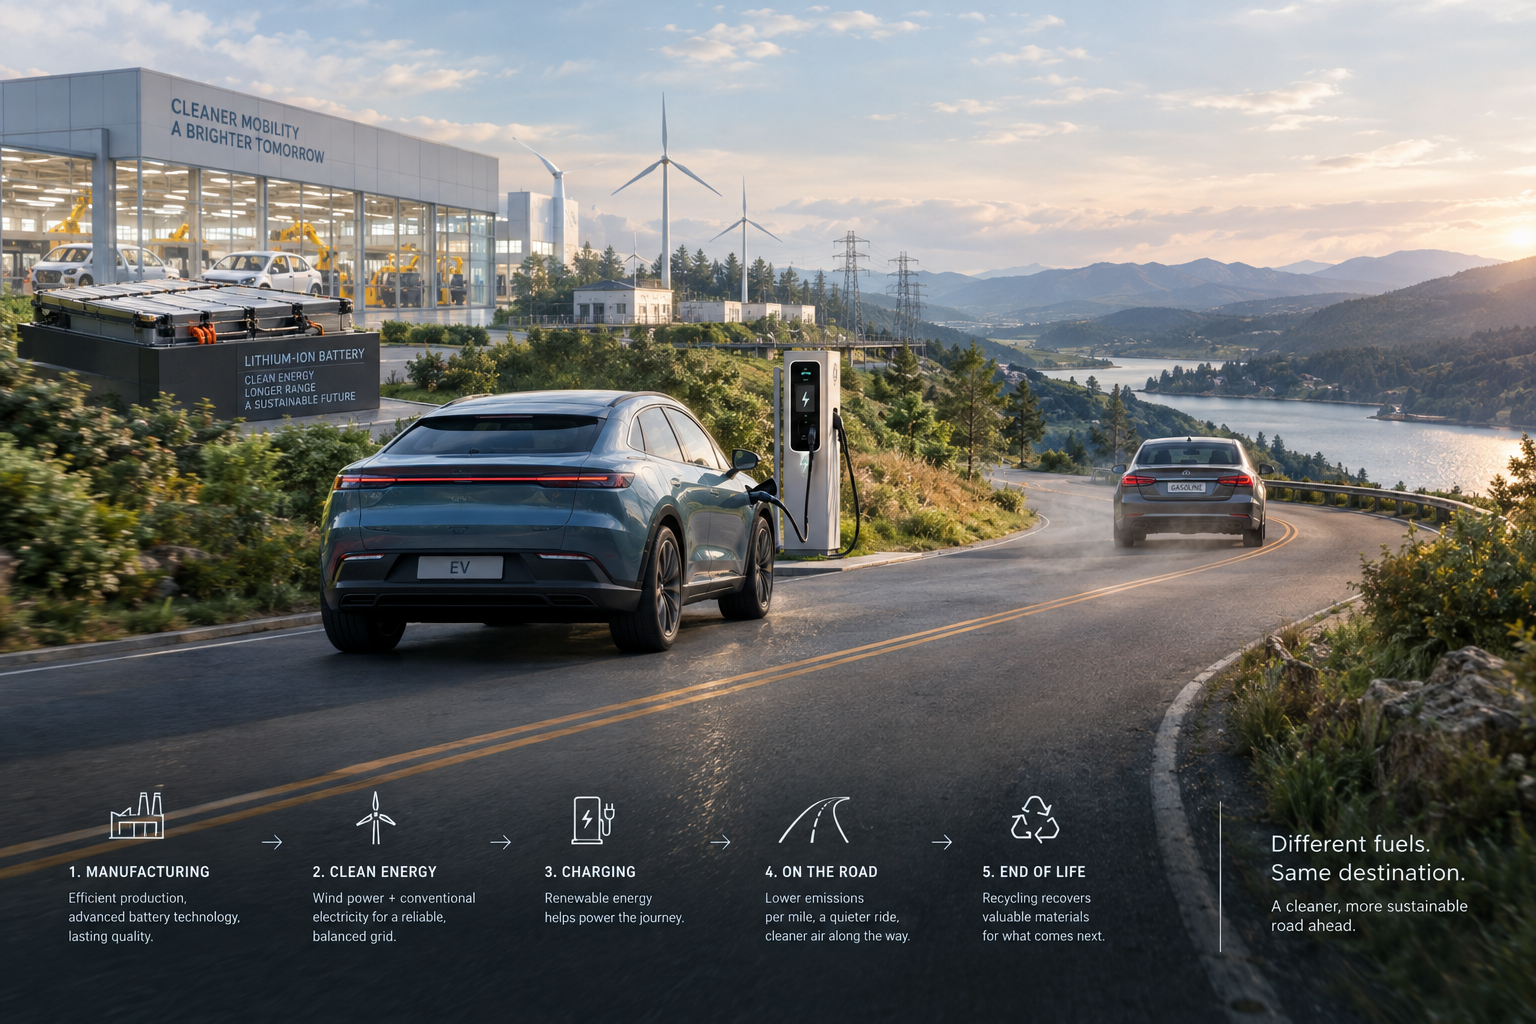 CLEANER MOBILITY
A BRIGHTER TOMORROW
LITHIUM-ION BATTERY
CLEAN ENERGY
LONGER RANGE
A SUSTAINABLE FUTURE
EV
GASOLINE
1. MANUFACTURING
Efficient production,
advanced battery technology,
lasting quality.
2. CLEAN ENERGY
Wind power + conventional
electricity for a reliable,
balanced grid.
3. CHARGING
Renewable energy
helps power the journey.
4. ON THE ROAD
Lower emissions
per mile, a quieter ride,
cleaner air along the way.
5. END OF LIFE
Recycling recovers
valuable materials
for what comes next.
Different fuels.
Same destination.
A cleaner, more sustainable
road ahead.